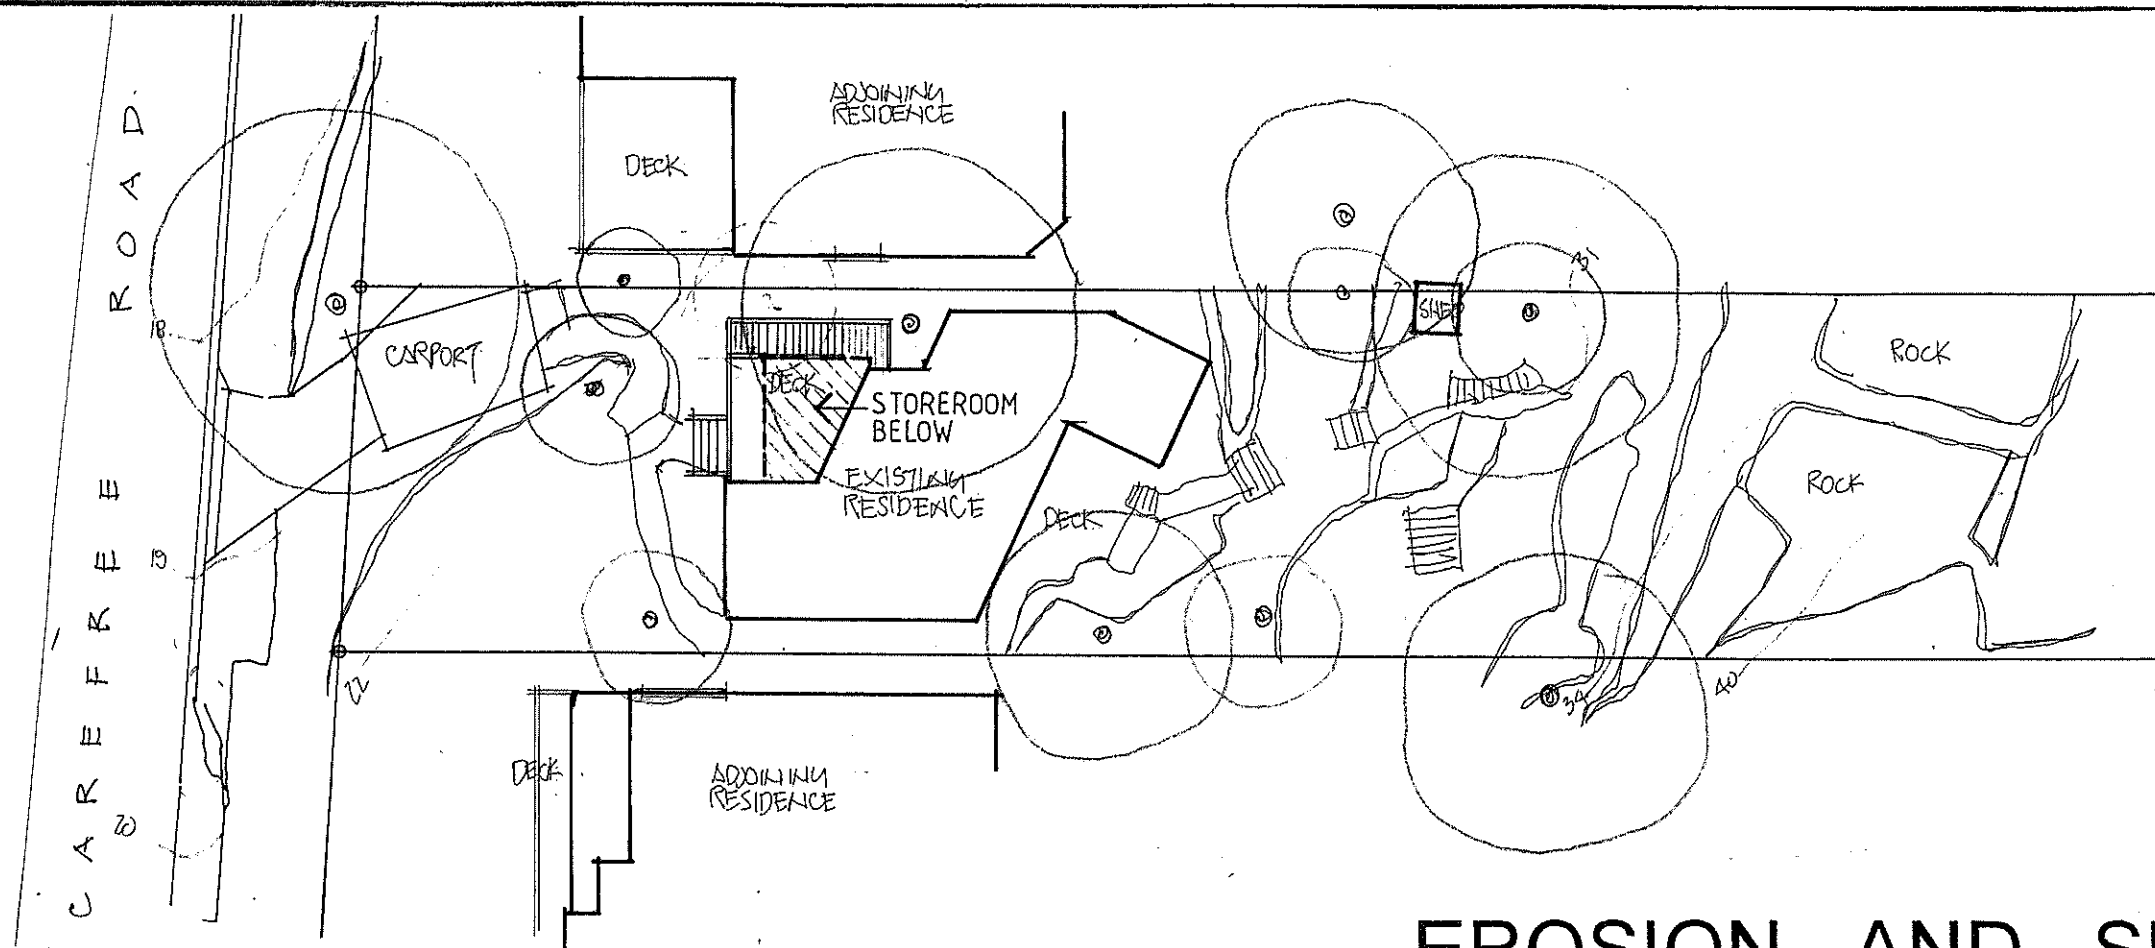 CAREFREE ROAD
ADJOINING
RESIDENCE
DECK
18
CARPORT
SHED
31
ROCK
DECK
STOREROOM
BELOW
EXISTING
RESIDENCE
DECK
ROCK
19
22
34
40
DECK
ADJOINING
RESIDENCE
20
EROSION AND